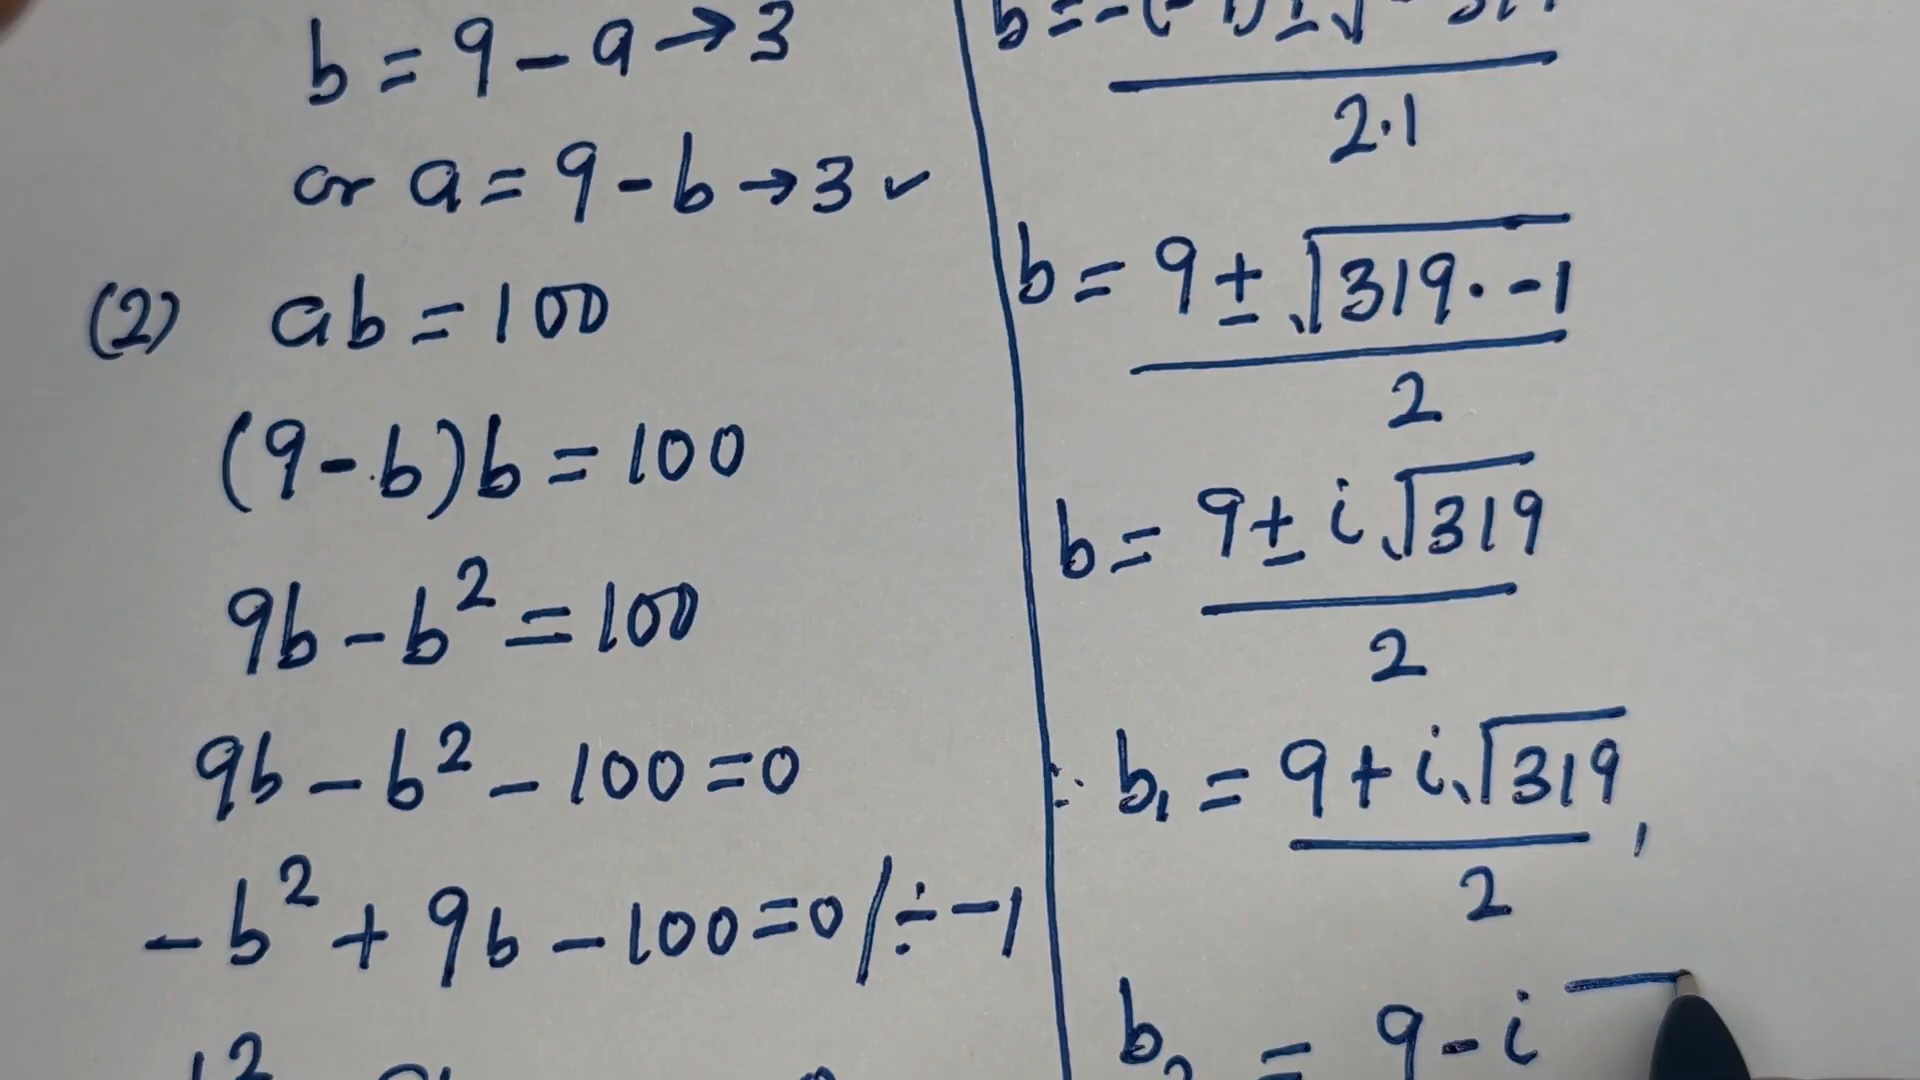 b = 9 - a → 3
or a = 9 - b → 3 ✓
(2) ab = 100
(9 - b)b = 100
9b - b² = 100
9b - b² - 100 = 0
-b² + 9b - 100 = 0 / ÷ -1
2·1
b = 9 ± √319 · -1
2
b = 9 ± i√319
2
∴ b₁ = 9 + i√319 ,
2
b₂ = 9 - i